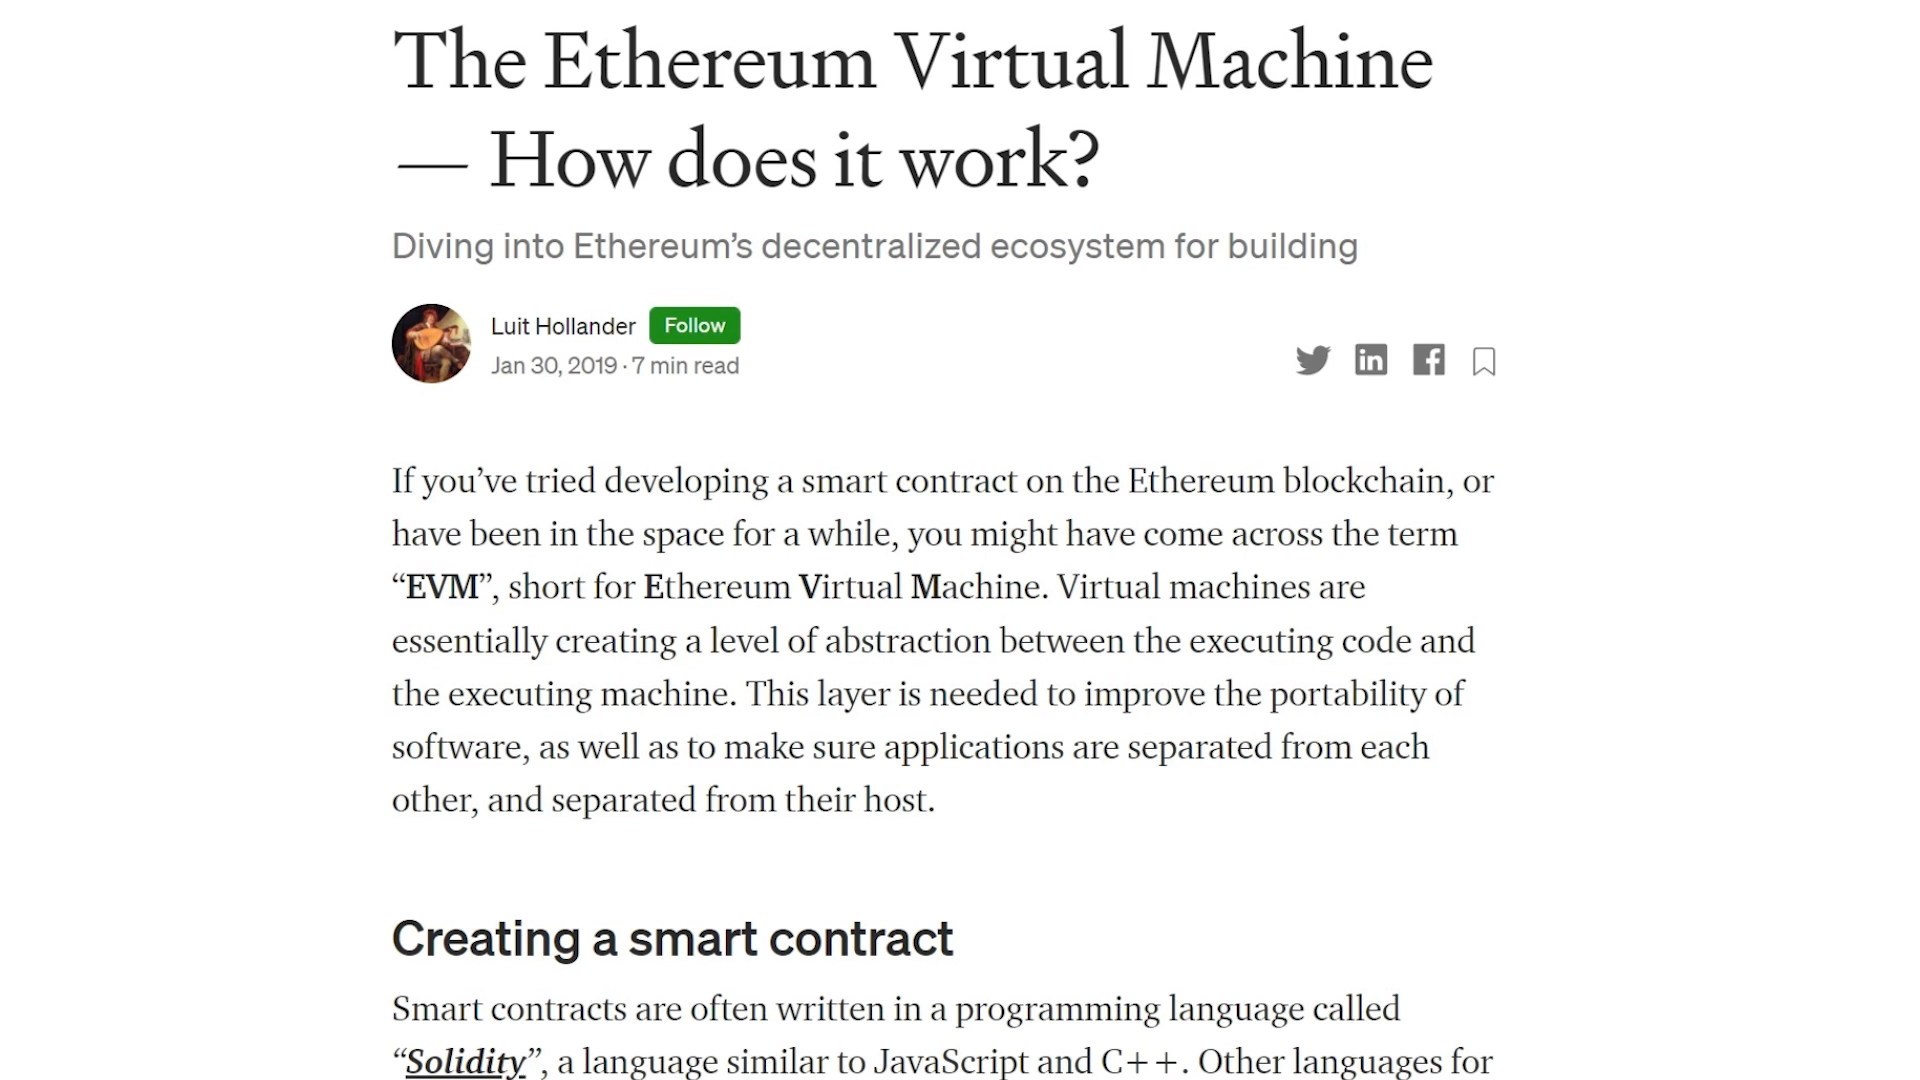 The Ethereum Virtual Machine
— How does it work?
Diving into Ethereum’s decentralized ecosystem for building
Luit Hollander Follow
Jan 30, 2019 · 7 min read
If you’ve tried developing a smart contract on the Ethereum blockchain, or
have been in the space for a while, you might have come across the term
“EVM”, short for Ethereum Virtual Machine. Virtual machines are
essentially creating a level of abstraction between the executing code and
the executing machine. This layer is needed to improve the portability of
software, as well as to make sure applications are separated from each
other, and separated from their host.
Creating a smart contract
Smart contracts are often written in a programming language called
“Solidity”, a language similar to JavaScript and C++. Other languages for